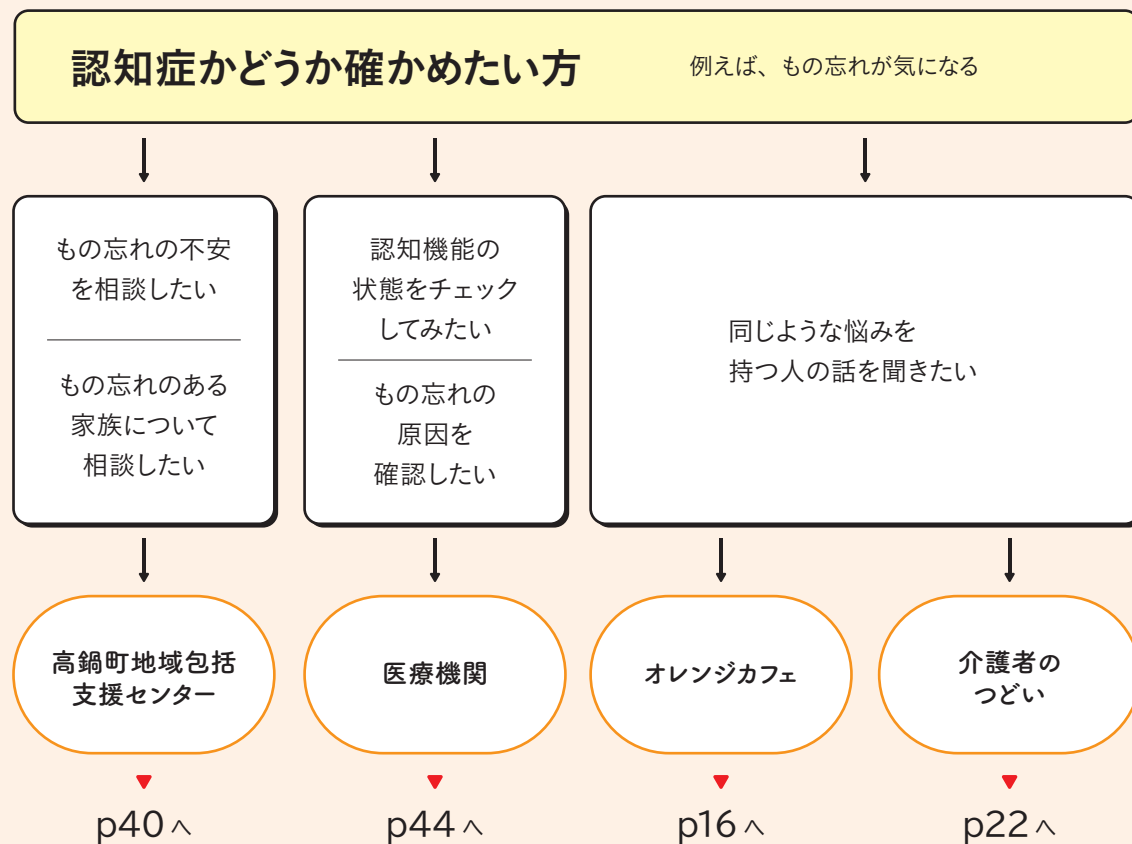 認知症かどうか確かめたい方
例えば、もの忘れが気になる
もの忘れの不安
を相談したい
もの忘れのある
家族について
相談したい
認知機能の
状態をチェック
してみたい
もの忘れの
原因を
確認したい
同じような悩みを
持つ人の話を聞きたい
高鍋町地域包括
支援センター
医療機関
オレンジカフェ
介護者の
つどい
p40へ
p44へ
p16へ
p22へ